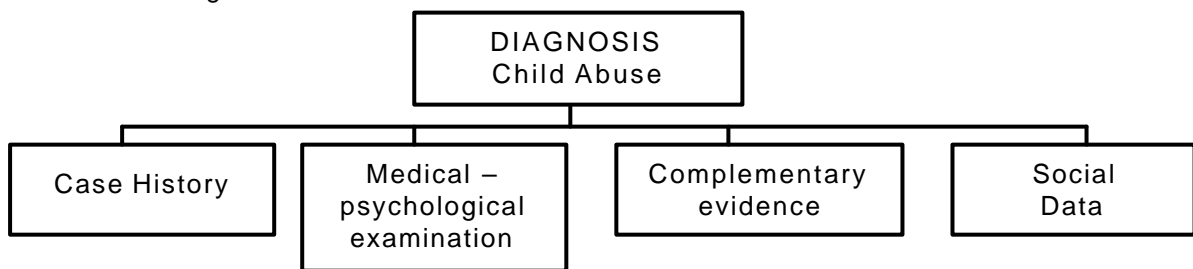 DIAGNOSIS
Child Abuse
Case History
Medical –
psychological
examination
Complementary
evidence
Social
Data